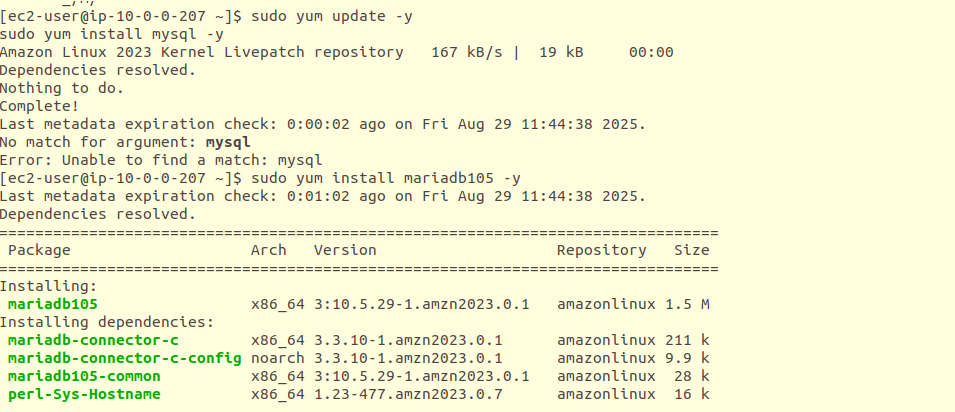 [ec2-user@ip-10-0-0-207 ~]$ sudo yum update -y
sudo yum install mysql -y
Amazon Linux 2023 Kernel Livepatch repository   167 kB/s |  19 kB     00:00
Dependencies resolved.
Nothing to do.
Complete!
Last metadata expiration check: 0:00:02 ago on Fri Aug 29 11:44:38 2025.
No match for argument: mysql
Error: Unable to find a match: mysql
[ec2-user@ip-10-0-0-207 ~]$ sudo yum install mariadb105 -y
Last metadata expiration check: 0:01:02 ago on Fri Aug 29 11:44:38 2025.
Dependencies resolved.
================================================================================
 Package                    Arch   Version                    Repository   Size
================================================================================
Installing:
 mariadb105                 x86_64 3:10.5.29-1.amzn2023.0.1   amazonlinux 1.5 M
Installing dependencies:
 mariadb-connector-c        x86_64 3.3.10-1.amzn2023.0.1      amazonlinux 211 k
 mariadb-connector-c-config noarch 3.3.10-1.amzn2023.0.1      amazonlinux 9.9 k
 mariadb105-common          x86_64 3:10.5.29-1.amzn2023.0.1   amazonlinux  28 k
 perl-Sys-Hostname          x86_64 1.23-477.amzn2023.0.7      amazonlinux  16 k